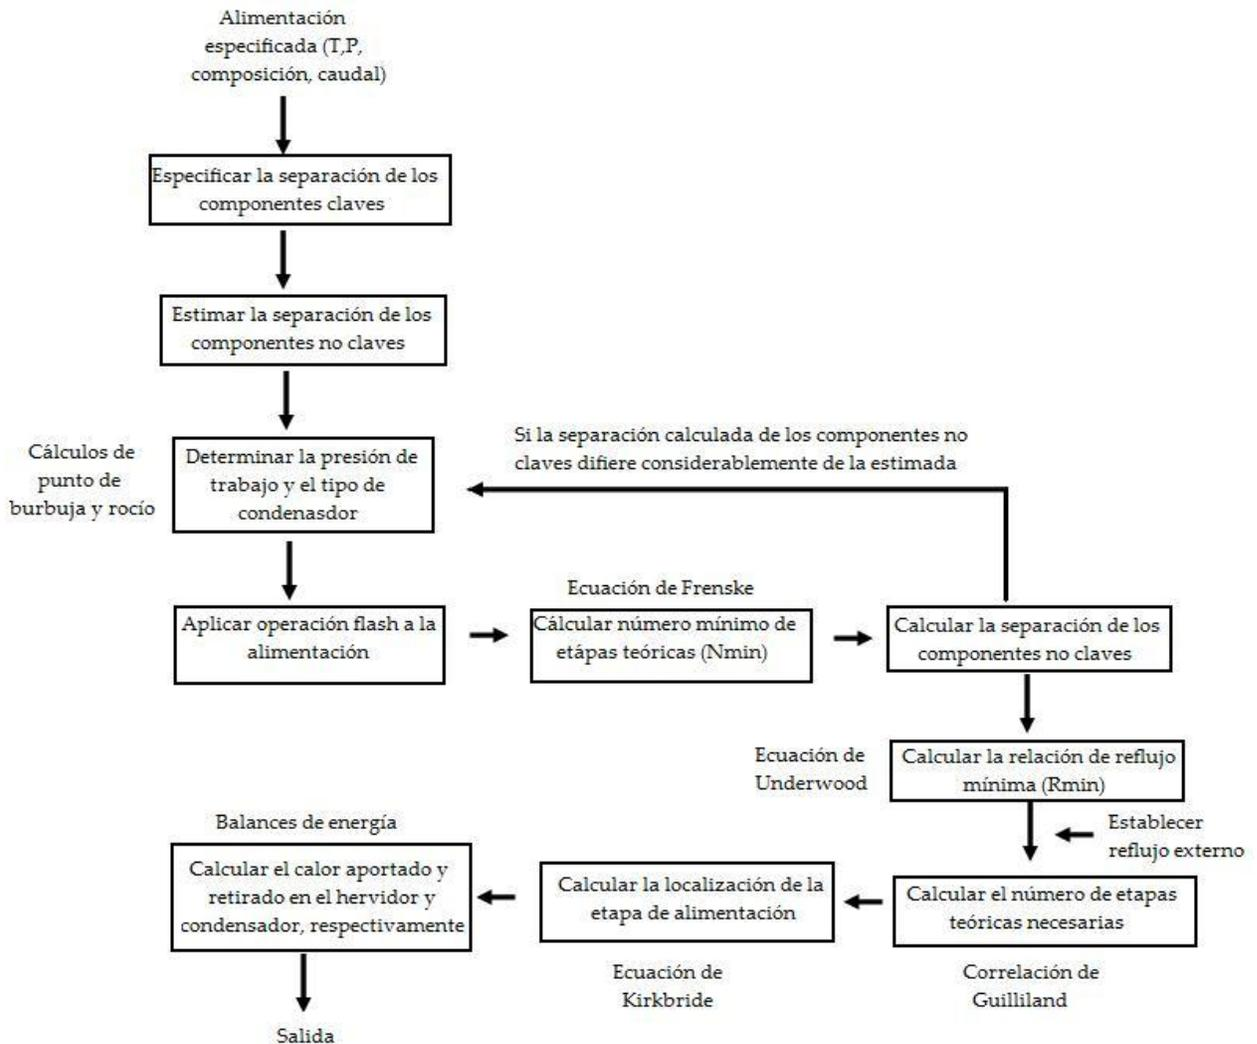 Alimentación
especificada (T,P,
composición, caudal)
Especificar la separación de los
componentes claves
Estimar la separación de los
componentes no claves
Cálculos de
punto de
burbuja y rocío
Determinar la presión de
trabajo y el tipo de
condenasdor
Si la separación calculada de los componentes no
claves difiere considerablemente de la estimada
Aplicar operación flash a la
alimentación
Ecuación de Frenske
Cálcular número mínimo de
etápas teóricas (Nmin)
Calcular la separación de los
componentes no claves
Ecuación de
Underwood
Calcular la relación de reflujo
mínima (Rmin)
Establecer
reflujo externo
Calcular el número de etapas
teóricas necesarias
Correlación de
Guilliland
Calcular la localización de la
etapa de alimentación
Ecuación de
Kirkbride
Balances de energía
Calcular el calor aportado y
retirado en el hervidor y
condensador, respectivamente
Salida